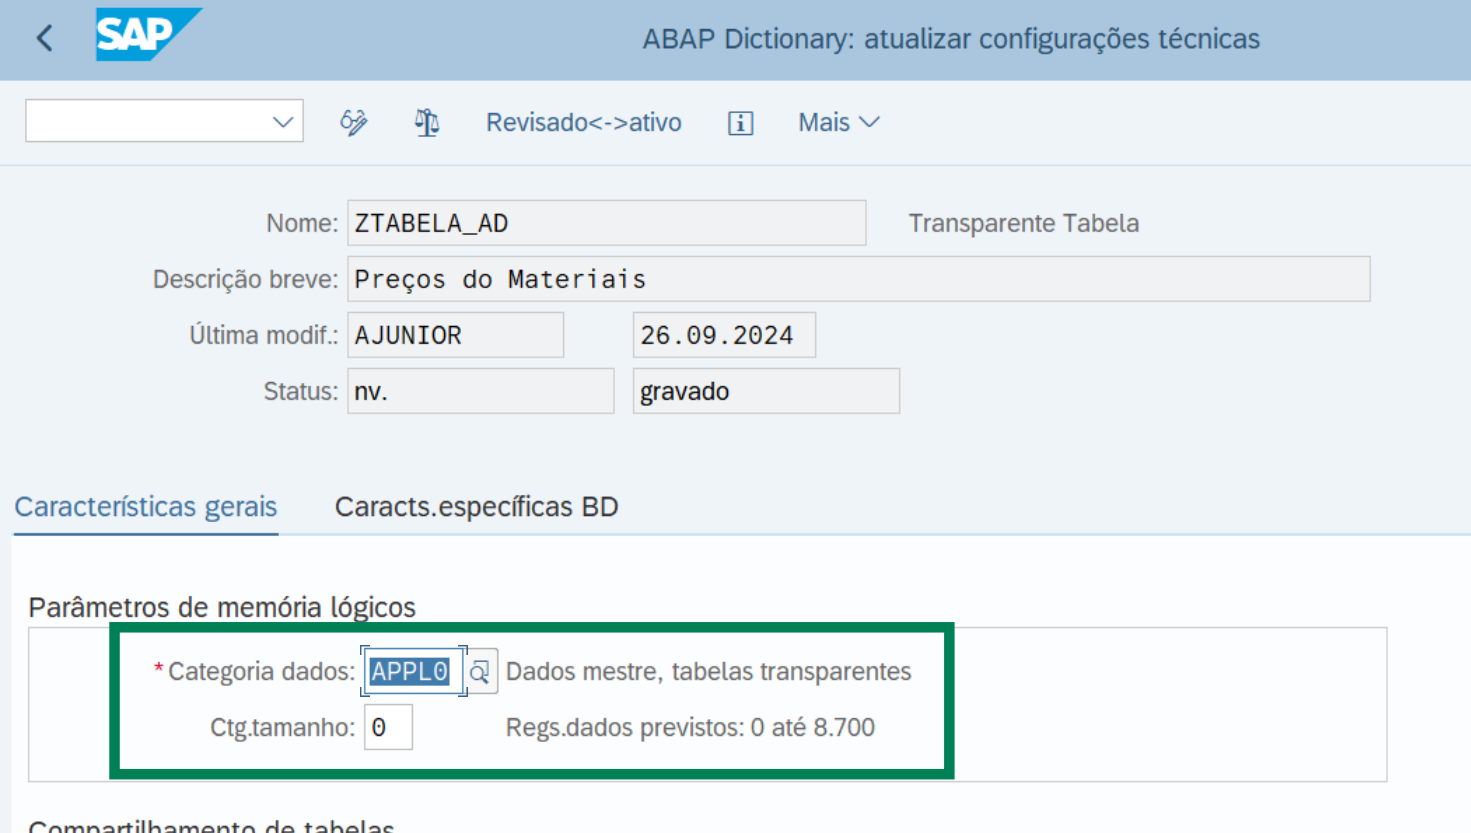 SAP
ABAP Dictionary: atualizar configurações técnicas
Revisado<->ativo
Mais
Nome: ZTABELA_AD Transparente Tabela
Descrição breve: Preços do Materiais
Última modif.: AJUNIOR 26.09.2024
Status: nv. gravado
Características gerais Caracts.específicas BD
Parâmetros de memória lógicos
* Categoria dados: APPL0 Dados mestre, tabelas transparentes
Ctg.tamanho: 0 Regs.dados previstos: 0 até 8.700
Compartilhamento de tabelas